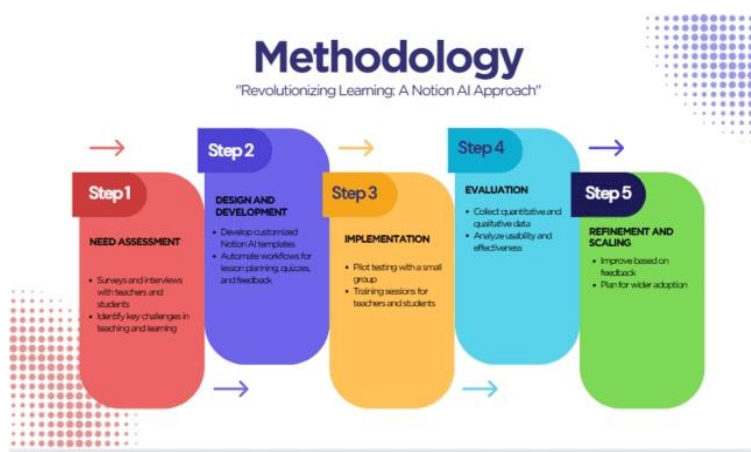 Methodology
"Revolutionizing Learning: A Notion AI Approach"
Step 1
NEED ASSESSMENT
• Surveys and interviews
with teachers and
students
• Identify key challenges in
teaching and learning
Step 2
DESIGN AND
DEVELOPMENT
• Develop customized
Notion AI templates
• Automate workflows for
lesson planning, quizzes,
and feedback
Step 3
IMPLEMENTATION
• Pilot testing with a small
group
• Training sessions for
teachers and students
Step 4
EVALUATION
• Collect quantitative and
qualitative data
• Analyze usability and
effectiveness
Step 5
REFINEMENT AND
SCALING
• Improve based on
feedback
• Plan for wider adoption